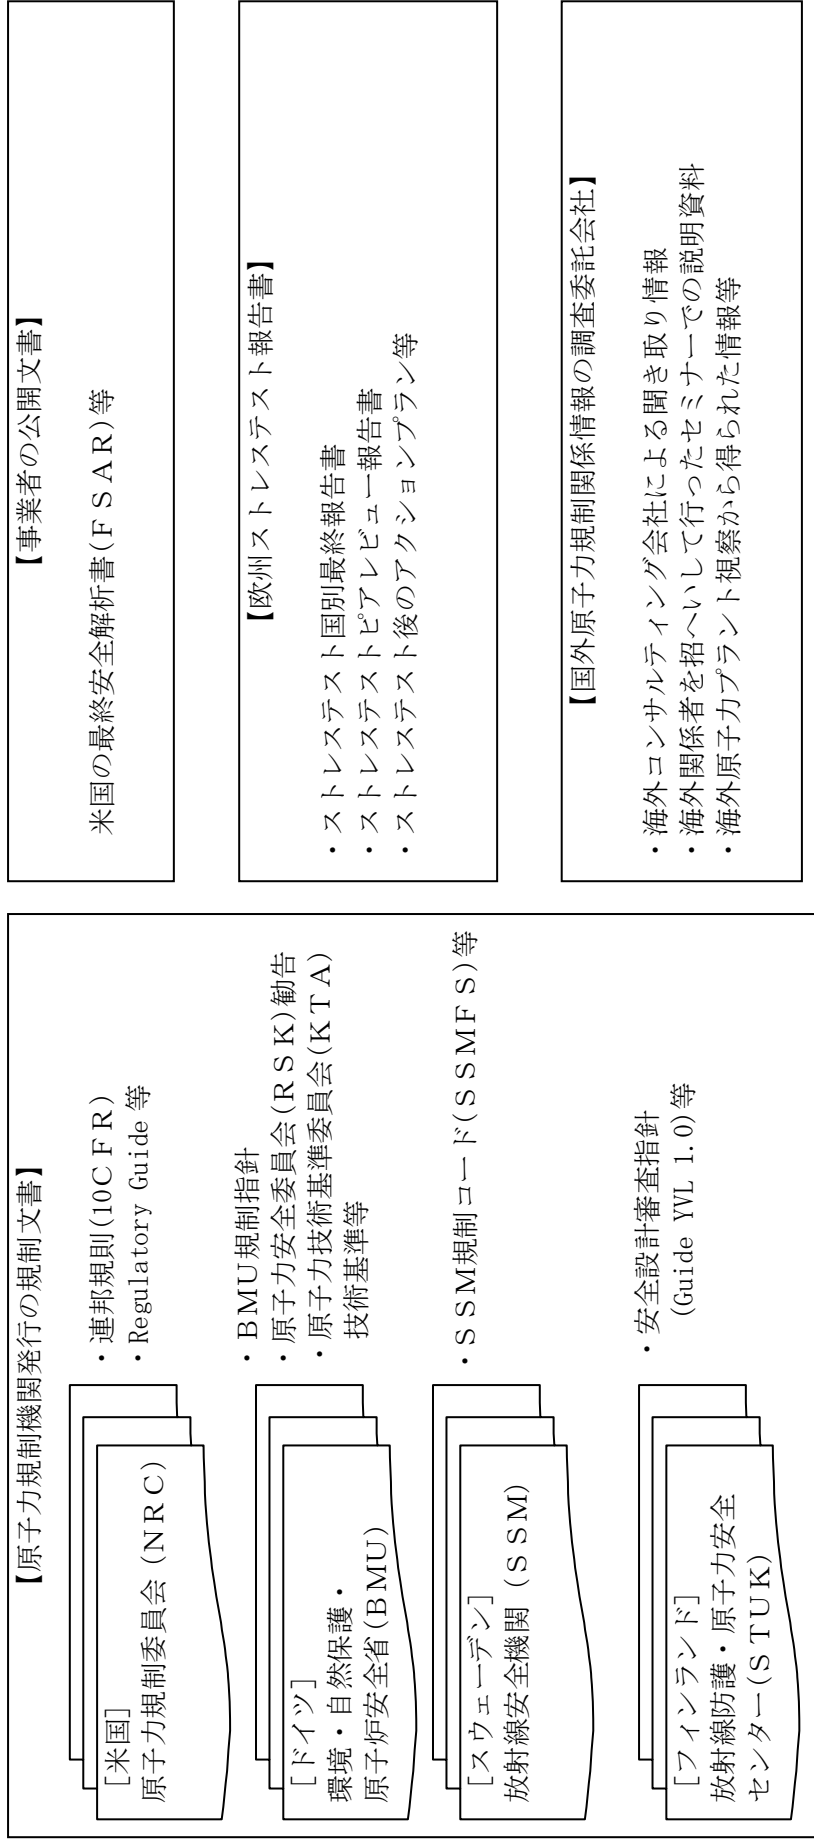 【原子力規制機関発行の規制文書】
[米国]
原子力規制委員会(NRC)
・連邦規則(10CFR)
・Regulatory Guide 等
[ドイツ]
環境・自然保護・
原子炉安全省(BMU)
・BMU規制指針
・原子力安全委員会(RSK)勧告
・原子力技術基準委員会(KTA)
技術基準等
[スウェーデン]
放射線安全機関(SSM)
・SSM規制コード(SSMFS)等
[フィンランド]
放射線防護・原子力安全
センター(STUK)
・安全設計審査指針
(Guide YVL 1.0)等
【事業者の公開文書】
米国の最終安全解析書(FSAR)等
【欧州ストレステスト報告書】
・ストレステスト国別最終報告書
・ストレステストピアレビュー報告書
・ストレステスト後のアクションプラン等
【国外原子力規制関係情報の調査委託会社】
・海外コンサルティング会社による聞き取り情報
・海外関係者を招へいして行ったセミナーでの説明資料
・海外原子力プラント視察から得られた情報等